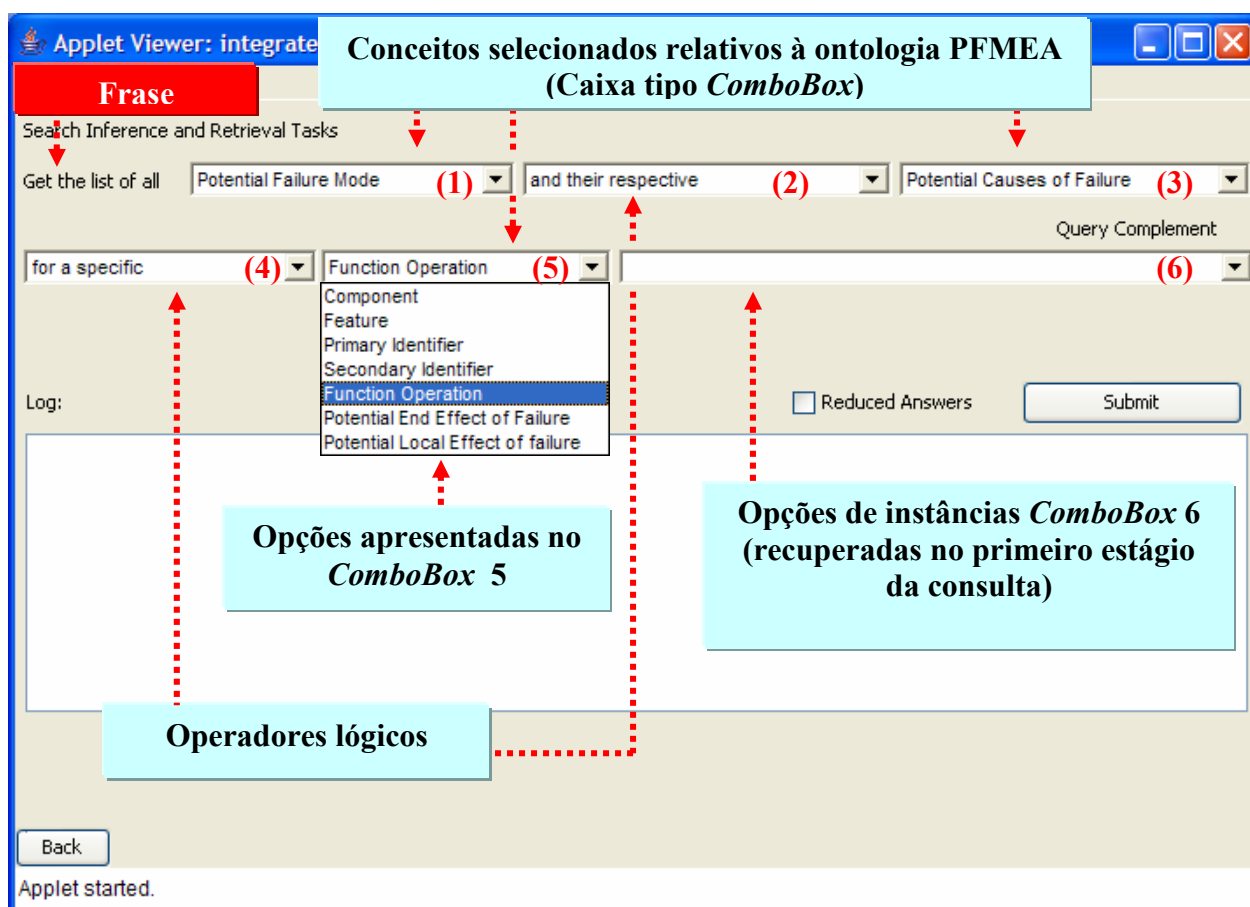 Applet Viewer: integrate
Conceitos selecionados relativos à ontologia PFMEA
(Caixa tipo ComboBox)
Frase
Search Inference and Retrieval Tasks
Get the list of all Potential Failure Mode (1) and their respective (2) Potential Causes of Failure (3)
Query Complement
for a specific (4) Function Operation (5) (6)
Component
Feature
Primary Identifier
Secondary Identifier
Function Operation
Potential End Effect of Failure
Potential Local Effect of failure
Log: Reduced Answers Submit
Opções apresentadas no
ComboBox 5
Opções de instâncias ComboBox 6
(recuperadas no primeiro estágio
da consulta)
Operadores lógicos
Back
Applet started.